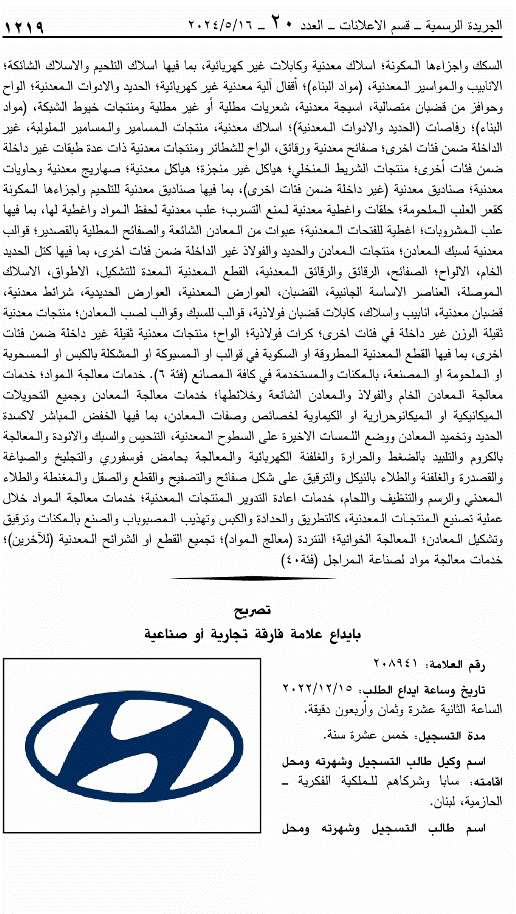 الجريدة الرسمية ــ قسم الاعلانات ــ العدد ٢٠ ــ ٢٠٢٤/٥/١٦
١٢١٩
السكك واجزاءها المكونة؛ اسلاك معدنية وكابلات غير كهربائية، بما فيها اسلاك التلحيم والاسلاك الشائكة؛
الانابيب والمواسير المعدنية، (مواد البناء)؛ أقفال آلية معدنية غير كهربائية؛ الحديد والادوات المعدنية؛ الواح
وحوافز من قضبان متصالبة، اسيجة معدنية، شعريات مطلية أو غير مطلية ومنتجات خيوط الشبكة، (مواد
البناء)؛ رفاصات (الحديد والادوات المعدنية)؛ اسلاك معدنية، منتجات المسامير والمسامير الملولبة، غير
الداخلة ضمن فئات اخرى؛ صفائح معدنية ورقائق، الواح للشطائر ومنتجات معدنية ذات عدة طبقات غير داخلة
ضمن فئات أخرى؛ منتجات الشريط المنخلي؛ هياكل غير منجزة؛ هياكل معدنية؛ صهاريج معدنية وحاويات
معدنية؛ صناديق معدنية (غير داخلة ضمن فئات اخرى)، بما فيها صناديق معدنية للتلحيم واجزاءها المكونة
كقعر العلب الملحومة؛ حلقات واغطية معدنية لمنع التسرب؛ علب معدنية لحفظ المواد واغطية لها، بما فيها
علب المشروبات؛ اغطية للفتحات المعدنية؛ عبوات من المعادن الشائعة والصفائح المطلية بالقصدير؛ قوالب
معدنية لسبك المعادن؛ منتجات المعادن والحديد والفولاذ غير الداخلة ضمن فئات اخرى، بما فيها كتل الحديد
الخام، الالواح؛ الصفائح، الرقائق والرقائق المعدنية، القطع المعدنية المعدة للتشكيل، الاطواق، الاسلاك
الموصلة، العناصر الاساسة الجانبية، القضبان، العوارض المعدنية، العوارض الحديدية، شرائط معدنية،
قضبان معدنية، انابيب واسلاك، كابلات قضبان فولاذية، قوالب للسبك وقوالب لصب المعادن؛ منتجات معدنية
ثقيلة الوزن غير داخلة في فئات اخرى؛ كرات فولاذية؛ الواح؛ منتجات معدنية ثقيلة غير داخلة ضمن فئات
اخرى، بما فيها القطع المعدنية المطروقة او السكوبة في قوالب او المسبوكة او المشكلة بالكبس او المسحوبة
او الملحومة او المصنعة، بالمكنات والمستخدمة في كافة المصانع (فئة ٦). خدمات معالجة المواد؛ خدمات
معالجة المعادن الخام والفولاذ والمعادن الشائعة وخلائطها؛ خدمات معالجة المعادن وجميع التحويلات
الميكانيكية او الميكانوحرارية او الكيماوية لخصائص وصفات المعادن، بما فيها الخفض المباشر لاكسدة
الحديد وتخميد المعادن ووضع اللمسات الاخيرة على السطوح المعدنية، التنحيس والسبك والانودة والمعالجة
بالكروم والتلبيد بالضغط والحرارة والغلفنة الكهربائية والمعالجة بحامض فوسفوري والتجليخ والصياغة
والقصدرة والغلفنة والطلاء بالنيكل والترقيق على شكل صفائح والتصفيح والقطع والصقل والمغنطة والطلاء
المعدني والرسم والتنظيف واللحام، خدمات اعادة التدوير المنتجات المعدنية؛ خدمات معالجة المواد خلال
عملية تصنيع المنتجات المعدنية، كالتطريق والحدادة والكبس وتهذيب المصبوبات والصنع بالمكنات وترقيق
وتشكيل المعادن؛ المعالجة الخوائية؛ النتردة (معالج المواد)؛ تجميع القطع او الشرائح المعدنية (للآخرين)؛
خدمات معالجة مواد لصناعة المراجل (فئة٤٠)
تصريح
بايداع علامة فارقة تجارية أو صناعية
رقم العلامة: ٢٠٨٩٤١
تاريخ وساعة ايداع الطلب: ٢٠٢٢/١٢/١٥
الساعة الثانية عشرة وثمان وأربعون دقيقة.
مدة التسجيل: خمس عشرة سنة.
اسم وكيل طالب التسجيل وشهرته ومحل
اقامته: سابا وشركاهم للملكية الفكرية ــ
الحازمية، لبنان.
اسم طالب التسجيل وشهرته ومحل